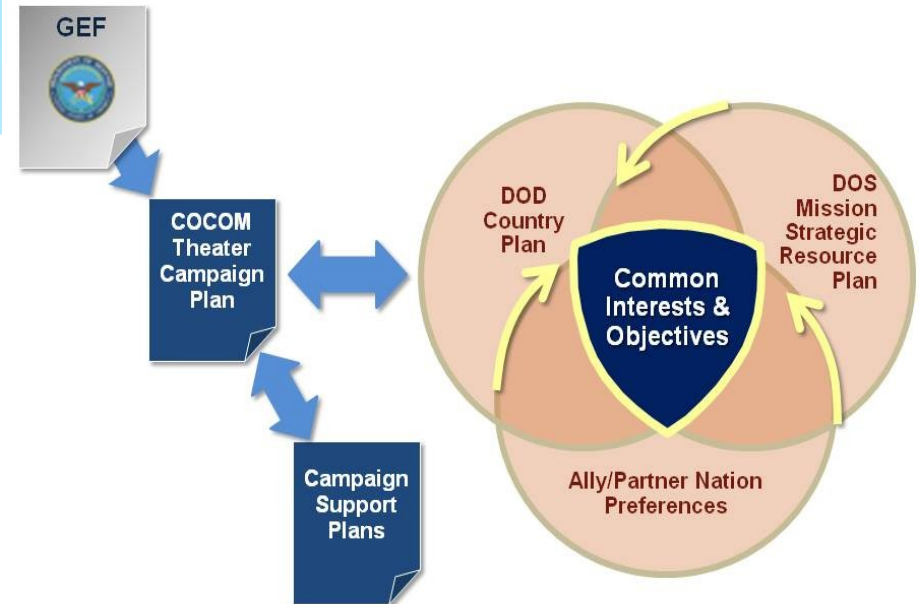 GEF
COCOM
Theater
Campaign
Plan
Campaign
Support
Plans
DOD
Country
Plan
DOS
Mission
Strategic
Resource
Plan
Common
Interests &
Objectives
Ally/Partner Nation
Preferences